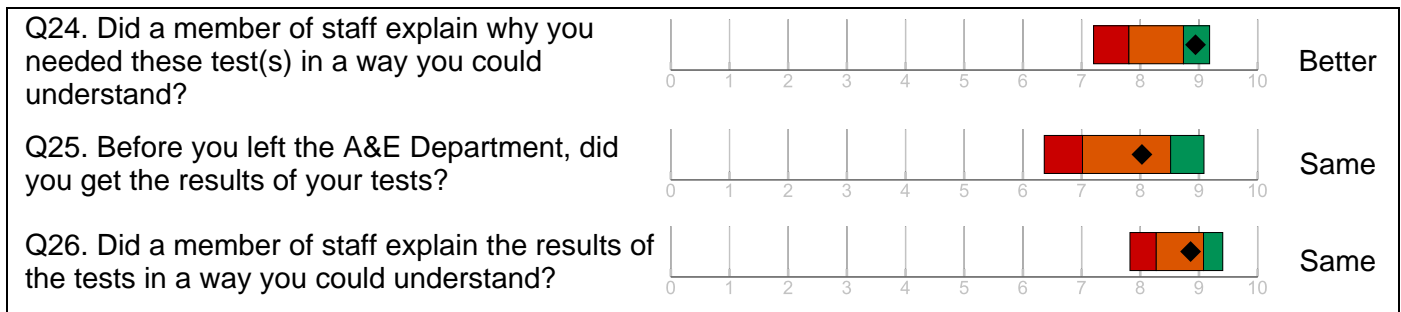 Q24. Did a member of staff explain why you
needed these test(s) in a way you could
understand?
0 1 2 3 4 5 6 7 8 9 10
Better
Q25. Before you left the A&E Department, did
you get the results of your tests?
0 1 2 3 4 5 6 7 8 9 10
Same
Q26. Did a member of staff explain the results of
the tests in a way you could understand?
0 1 2 3 4 5 6 7 8 9 10
Same